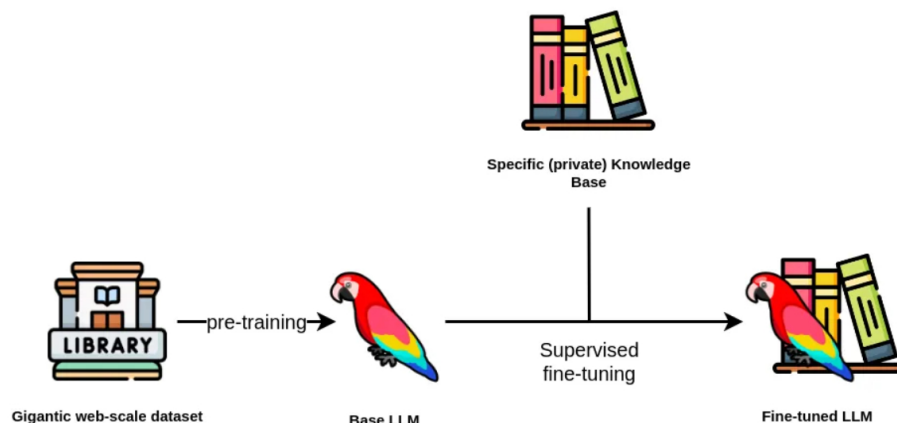 Specific (private) Knowledge
Base
LIBRARY
pre-training
Supervised
fine-tuning
Gigantic web-scale dataset
Base LLM
Fine-tuned LLM